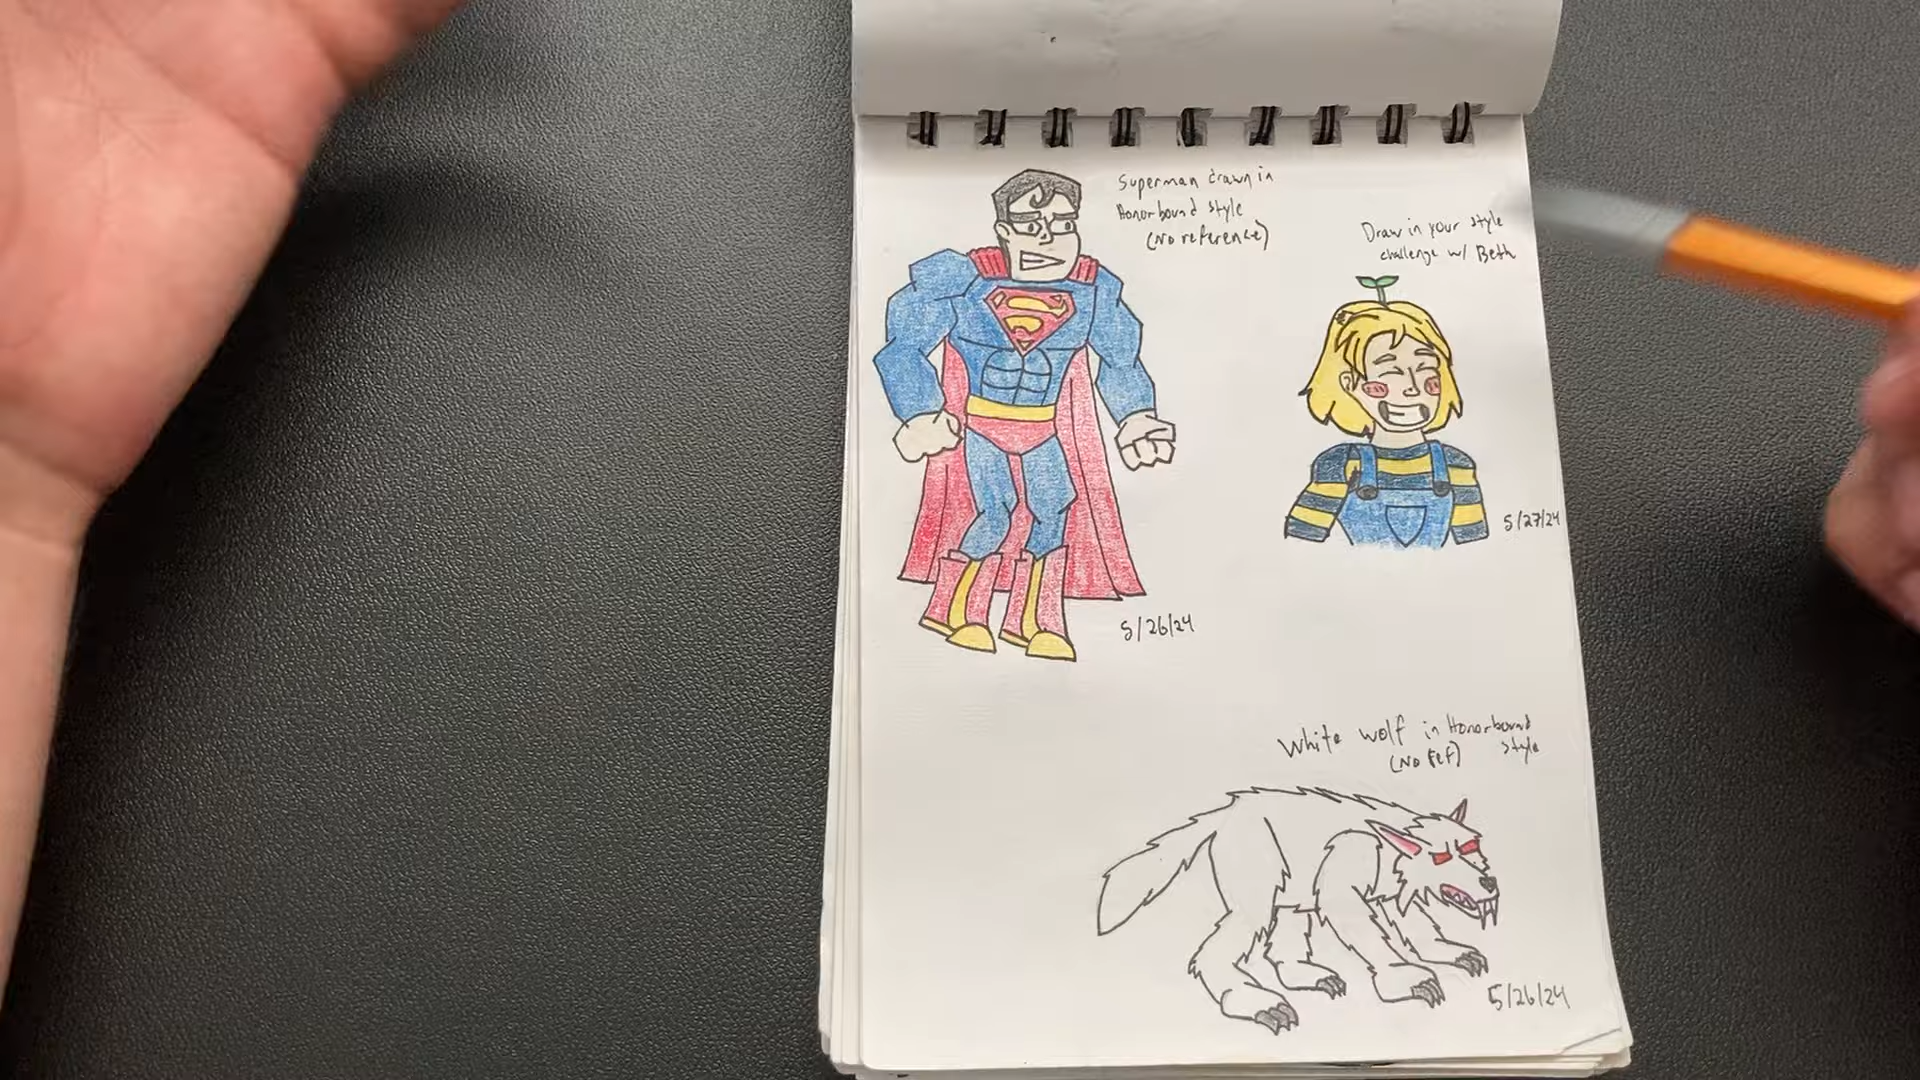 Superman drawn in
Honorbound style
(No reference)
5/26/24
Draw in your style
challenge w/ Beth
5/27/24
White wolf in Honorbound
style
(No ref)
5/26/24